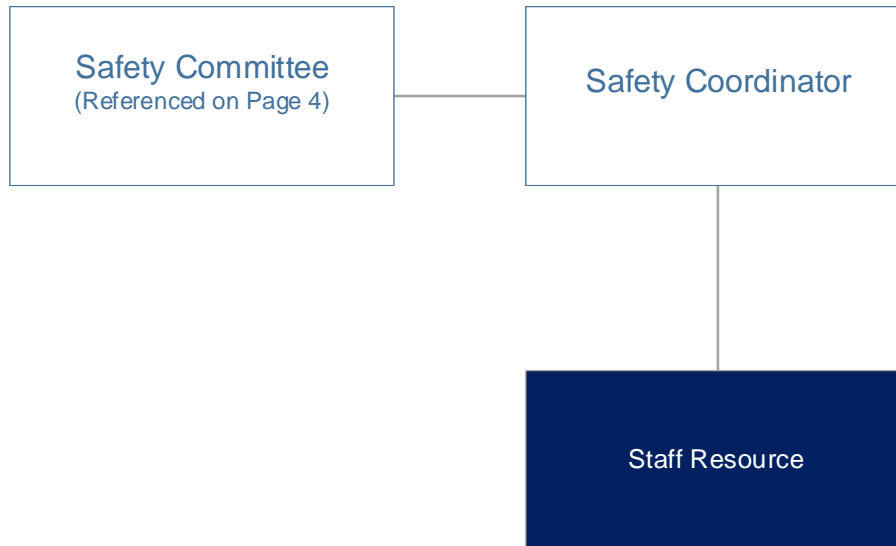 Safety Committee
(Referenced on Page 4)
Safety Coordinator
Staff Resource